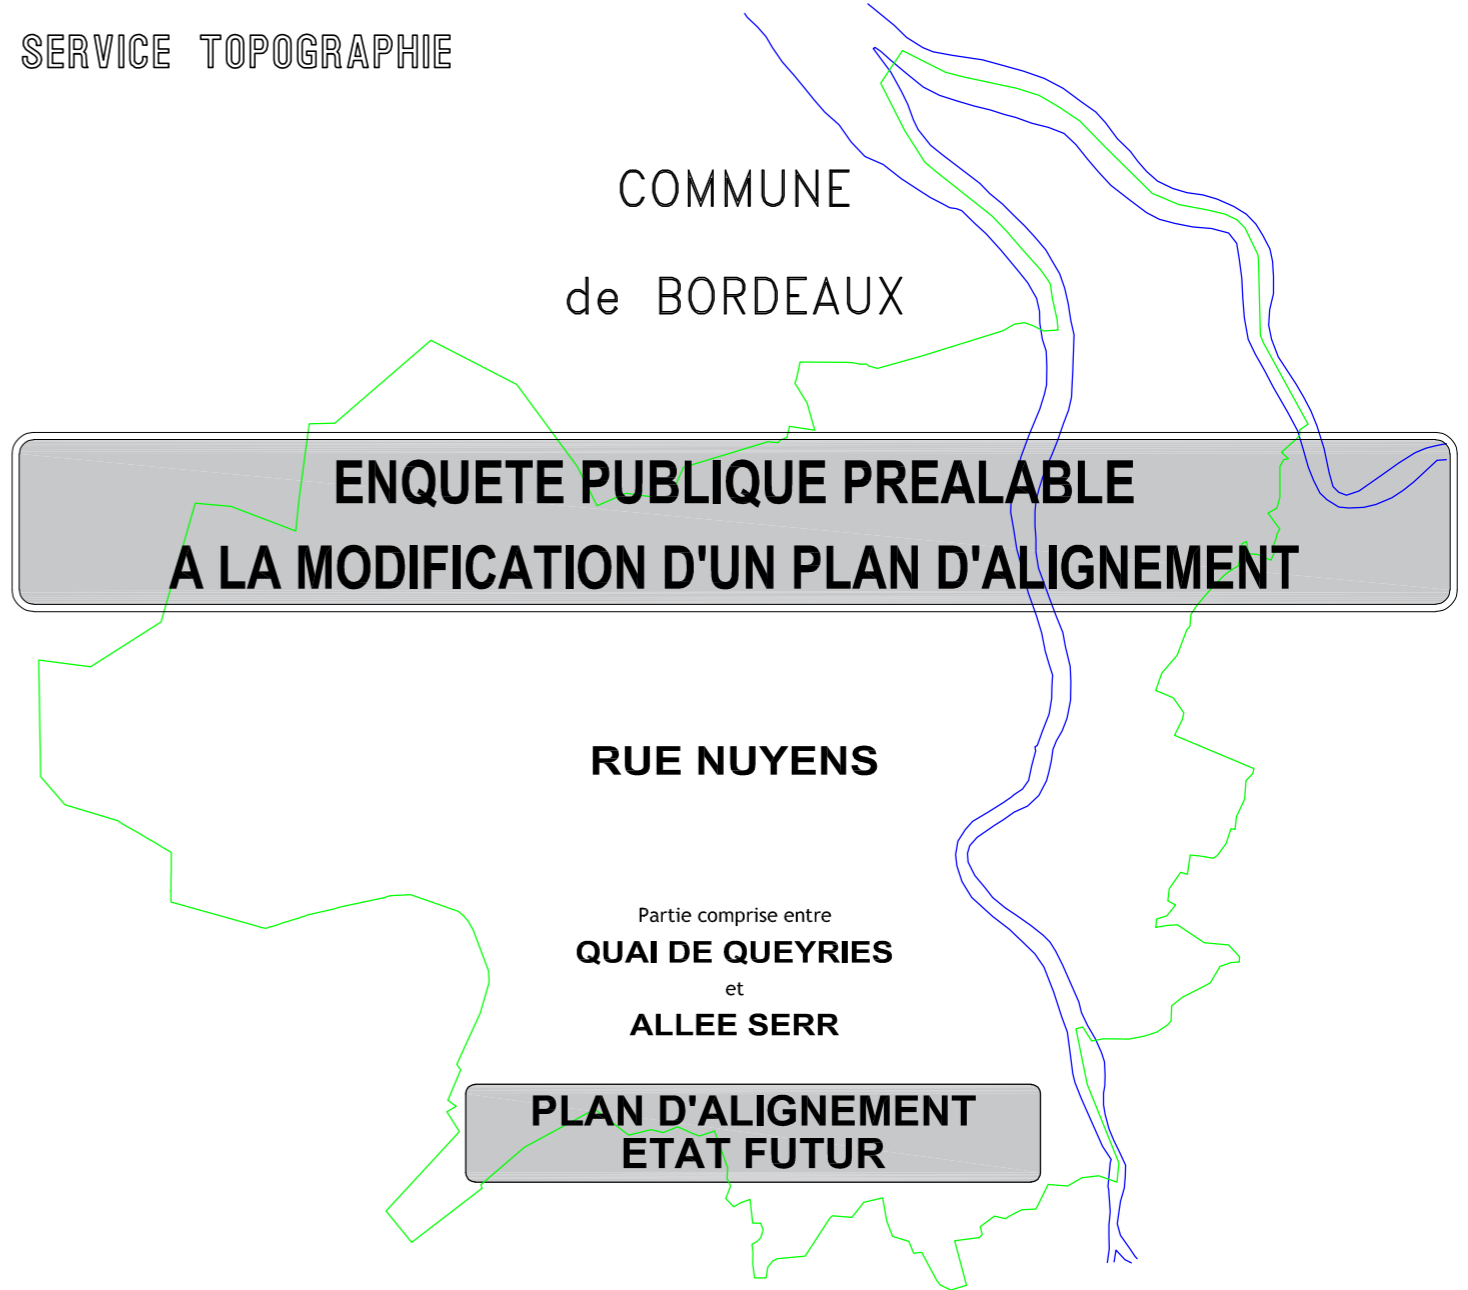 SERVICE TOPOGRAPHIE
COMMUNE
de BORDEAUX
ENQUETE PUBLIQUE PREALABLE
A LA MODIFICATION D'UN PLAN D'ALIGNEMENT
RUE NUYENS
Partie comprise entre
QUAI DE QUEYRIES
et
ALLEE SERR
PLAN D'ALIGNEMENT
ETAT FUTUR